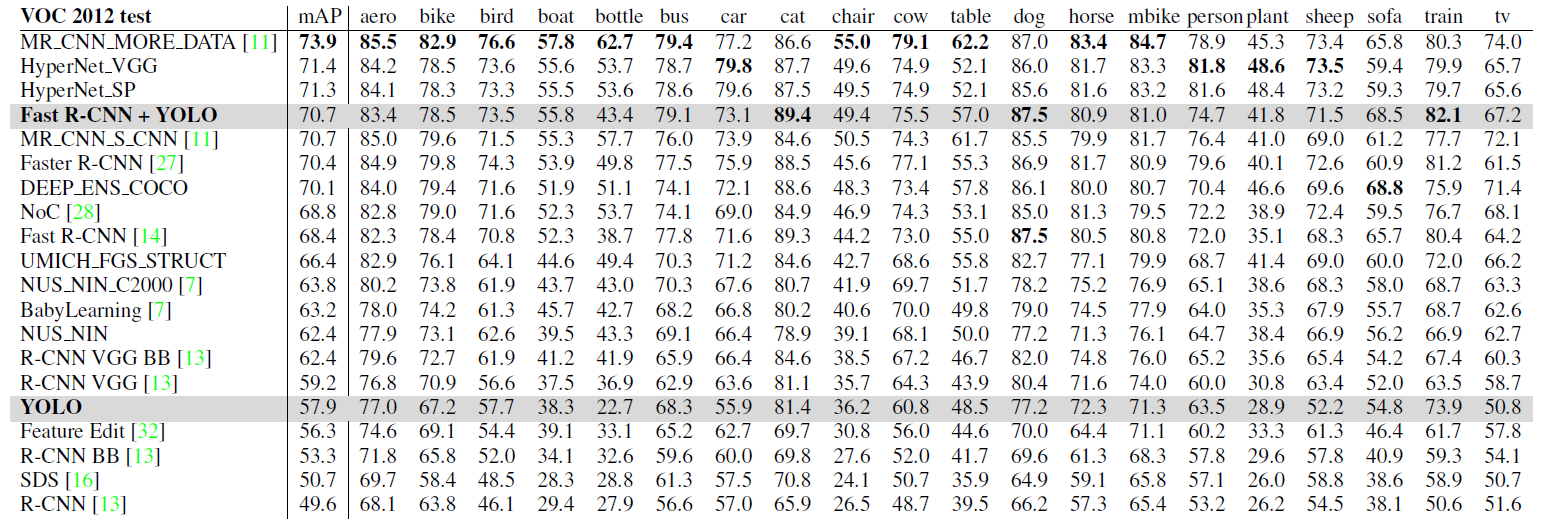 VOC 2012 test mAP aero bike bird boat bottle bus car cat chair cow table dog horse mbike person plant sheep sofa train tv
MR_CNN_MORE_DATA [11] 73.9 85.5 82.9 76.6 57.8 62.7 79.4 77.2 86.6 55.0 79.1 62.2 87.0 83.4 84.7 78.9 45.3 73.4 65.8 80.3 74.0
HyperNet_VGG 71.4 84.2 78.5 73.6 55.6 53.7 78.7 79.8 87.7 49.6 74.9 52.1 86.0 81.7 83.3 81.8 48.6 73.5 59.4 79.9 65.7
HyperNet_SP 71.3 84.1 78.3 73.3 55.5 53.6 78.6 79.6 87.5 49.5 74.9 52.1 85.6 81.6 83.2 81.6 48.4 73.2 59.3 79.7 65.6
Fast R-CNN + YOLO 70.7 83.4 78.5 73.5 55.8 43.4 79.1 73.1 89.4 49.4 75.5 57.0 87.5 80.9 81.0 74.7 41.8 71.5 68.5 82.1 67.2
MR_CNN_S_CNN [11] 70.7 85.0 79.6 71.5 55.3 57.7 76.0 73.9 84.6 50.5 74.3 61.7 85.5 79.9 81.7 76.4 41.0 69.0 61.2 77.7 72.1
Faster R-CNN [27] 70.4 84.9 79.8 74.3 53.9 49.8 77.5 75.9 88.5 45.6 77.1 55.3 86.9 81.7 80.9 79.6 40.1 72.6 60.9 81.2 61.5
DEEP_ENS_COCO 70.1 84.0 79.4 71.6 51.9 51.1 74.1 72.1 88.6 48.3 73.4 57.8 86.1 80.0 80.7 70.4 46.6 69.6 68.8 75.9 71.4
NoC [28] 68.8 82.8 79.0 71.6 52.3 53.7 74.1 69.0 84.9 46.9 74.3 53.1 85.0 81.3 79.5 72.2 38.9 72.4 59.5 76.7 68.1
Fast R-CNN [14] 68.4 82.3 78.4 70.8 52.3 38.7 77.8 71.6 89.3 44.2 73.0 55.0 87.5 80.5 80.8 72.0 35.1 68.3 65.7 80.4 64.2
UMICH_FGS_STRUCT 66.4 82.9 76.1 64.1 44.6 49.4 70.3 71.2 84.6 42.7 68.6 55.8 82.7 77.1 79.9 68.7 41.4 69.0 60.0 72.0 66.2
NUS_NIN_C2000 [7] 63.8 80.2 73.8 61.9 43.7 43.0 70.3 67.6 80.7 41.9 69.7 51.7 78.2 75.2 76.9 65.1 38.6 68.3 58.0 68.7 63.3
BabyLearning [7] 63.2 78.0 74.2 61.3 45.7 42.7 68.2 66.8 80.2 40.6 70.0 49.8 79.0 74.5 77.9 64.0 35.3 67.9 55.7 68.7 62.6
NUS_NIN 62.4 77.9 73.1 62.6 39.5 43.3 69.1 66.4 78.9 39.1 68.1 50.0 77.2 71.3 76.1 64.7 38.4 66.9 56.2 66.9 62.7
R-CNN VGG BB [13] 62.4 79.6 72.7 61.9 41.2 41.9 65.9 66.4 84.6 38.5 67.2 46.7 82.0 74.8 76.0 65.2 35.6 65.4 54.2 67.4 60.3
R-CNN VGG [13] 59.2 76.8 70.9 56.6 37.5 36.9 62.9 63.6 81.1 35.7 64.3 43.9 80.4 71.6 74.0 60.0 30.8 63.4 52.0 63.5 58.7
YOLO 57.9 77.0 67.2 57.7 38.3 22.7 68.3 55.9 81.4 36.2 60.8 48.5 77.2 72.3 71.3 63.5 28.9 52.2 54.8 73.9 50.8
Feature Edit [32] 56.3 74.6 69.1 54.4 39.1 33.1 65.2 62.7 69.7 30.8 56.0 44.6 70.0 64.4 71.1 60.2 33.3 61.3 46.4 61.7 57.8
R-CNN BB [13] 53.3 71.8 65.8 52.0 34.1 32.6 59.6 60.0 69.8 27.6 52.0 41.7 69.6 61.3 68.3 57.8 29.6 57.8 40.9 59.3 54.1
SDS [16] 50.7 69.7 58.4 48.5 28.3 28.8 61.3 57.5 70.8 24.1 50.7 35.9 64.9 59.1 65.8 57.1 26.0 58.8 38.6 58.9 50.7
R-CNN [13] 49.6 68.1 63.8 46.1 29.4 27.9 56.6 57.0 65.9 26.5 48.7 39.5 66.2 57.3 65.4 53.2 26.2 54.5 38.1 50.6 51.6